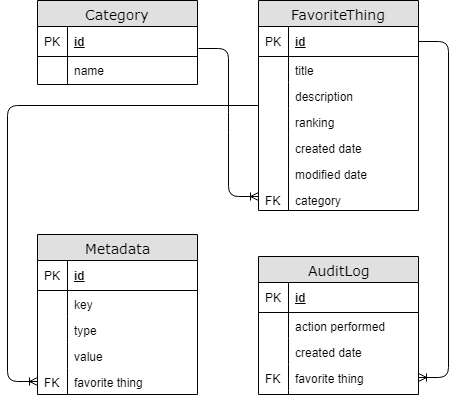 Category
PK id
name
FavoriteThing
PK id
title
description
ranking
created date
modified date
FK category
Metadata
PK id
key
type
value
FK favorite thing
AuditLog
PK id
action performed
created date
FK favorite thing